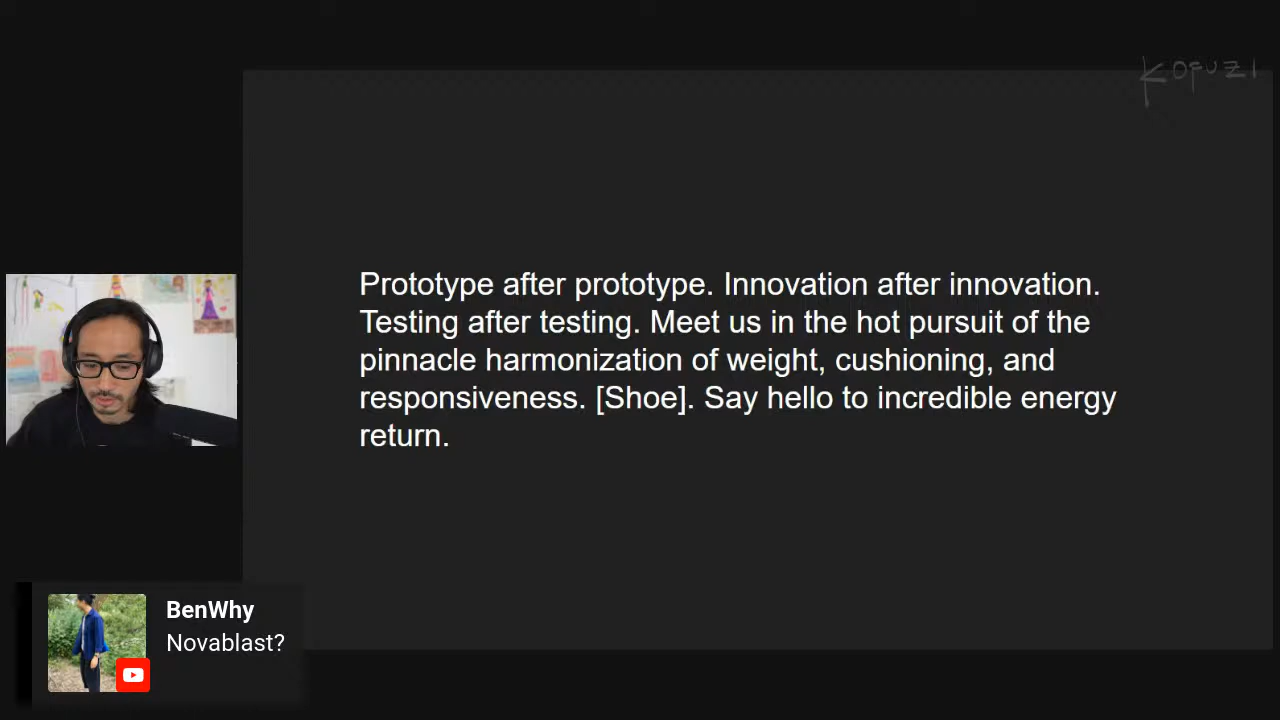 KOFUZI
Prototype after prototype. Innovation after innovation.
Testing after testing. Meet us in the hot pursuit of the
pinnacle harmonization of weight, cushioning, and
responsiveness. [Shoe]. Say hello to incredible energy
return.
BenWhy
Novablast?